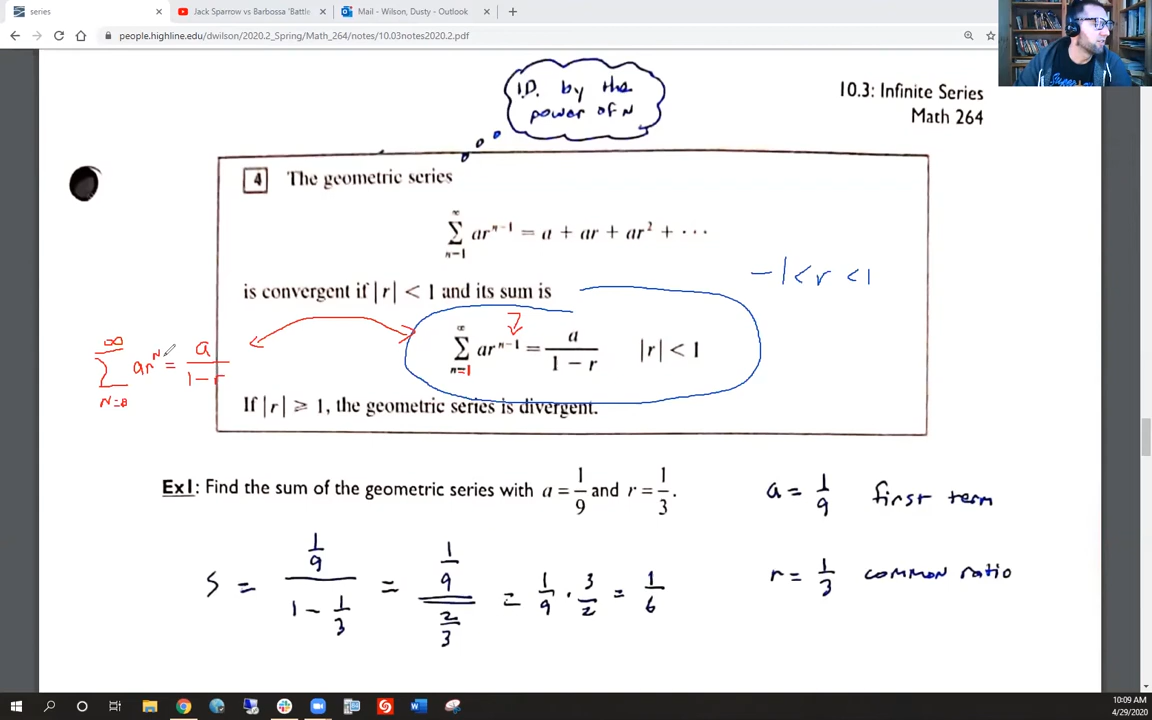 series
Jack Sparrow vs Barbossa 'Battle
Mail - Wilson, Dusty - Outlook
people.highline.edu/dwilson/2020.2_Spring/Math_264/notes/10.03notes2020.2.pdf
I.D. by the
power of N
10.3: Infinite Series
Math 264
4 The geometric series
∞
∑ ar^{n-1} = a + ar + ar² + ···
n=1
-1 < r < 1
is convergent if |r| < 1 and its sum is
∞
∑ ar^{n-1} = a/(1 - r) |r| < 1
n=1
∞
∑ ar^N = a/(1-r)
N=0
If |r| ⩾ 1, the geometric series is divergent.
Ex1: Find the sum of the geometric series with a = 1/9 and r = 1/3.
a = 1/9 first term
r = 1/3 common ratio
S = (1/9)/(1 - 1/3) = (1/9)/(2/3) = 1/9 · 3/2 = 1/6
10:09 AM
4/29/2020